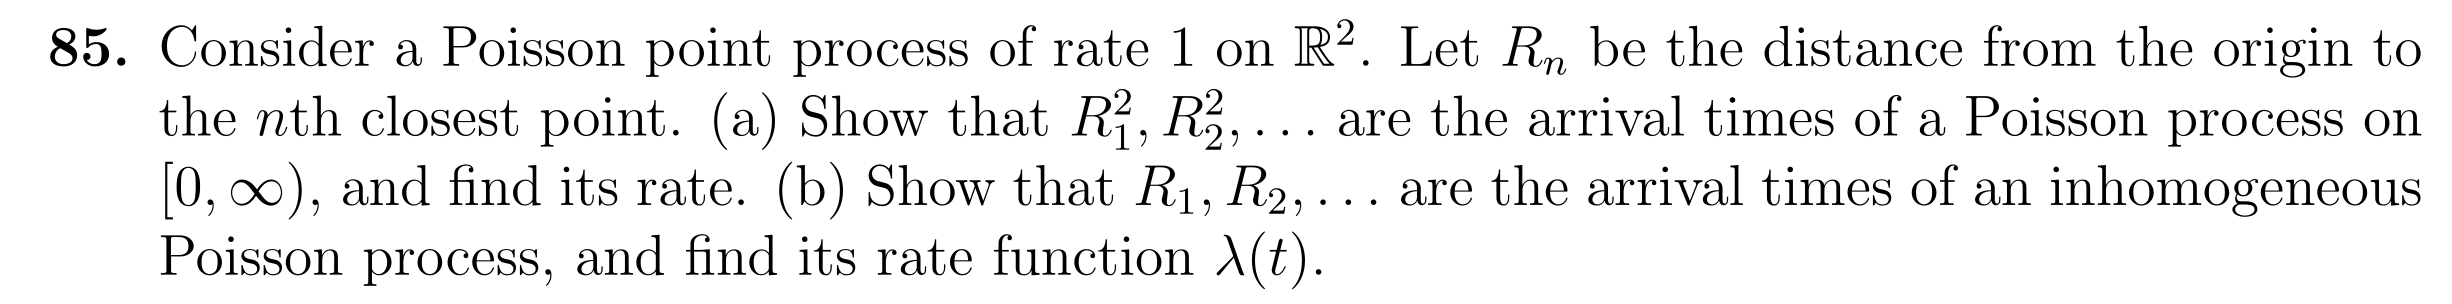 85. Consider a Poisson point process of rate 1 on ℝ². Let Rₙ be the distance from the origin to
the nth closest point. (a) Show that R₁², R₂², . . . are the arrival times of a Poisson process on
[0, ∞), and find its rate. (b) Show that R₁, R₂, . . . are the arrival times of an inhomogeneous
Poisson process, and find its rate function λ(t).